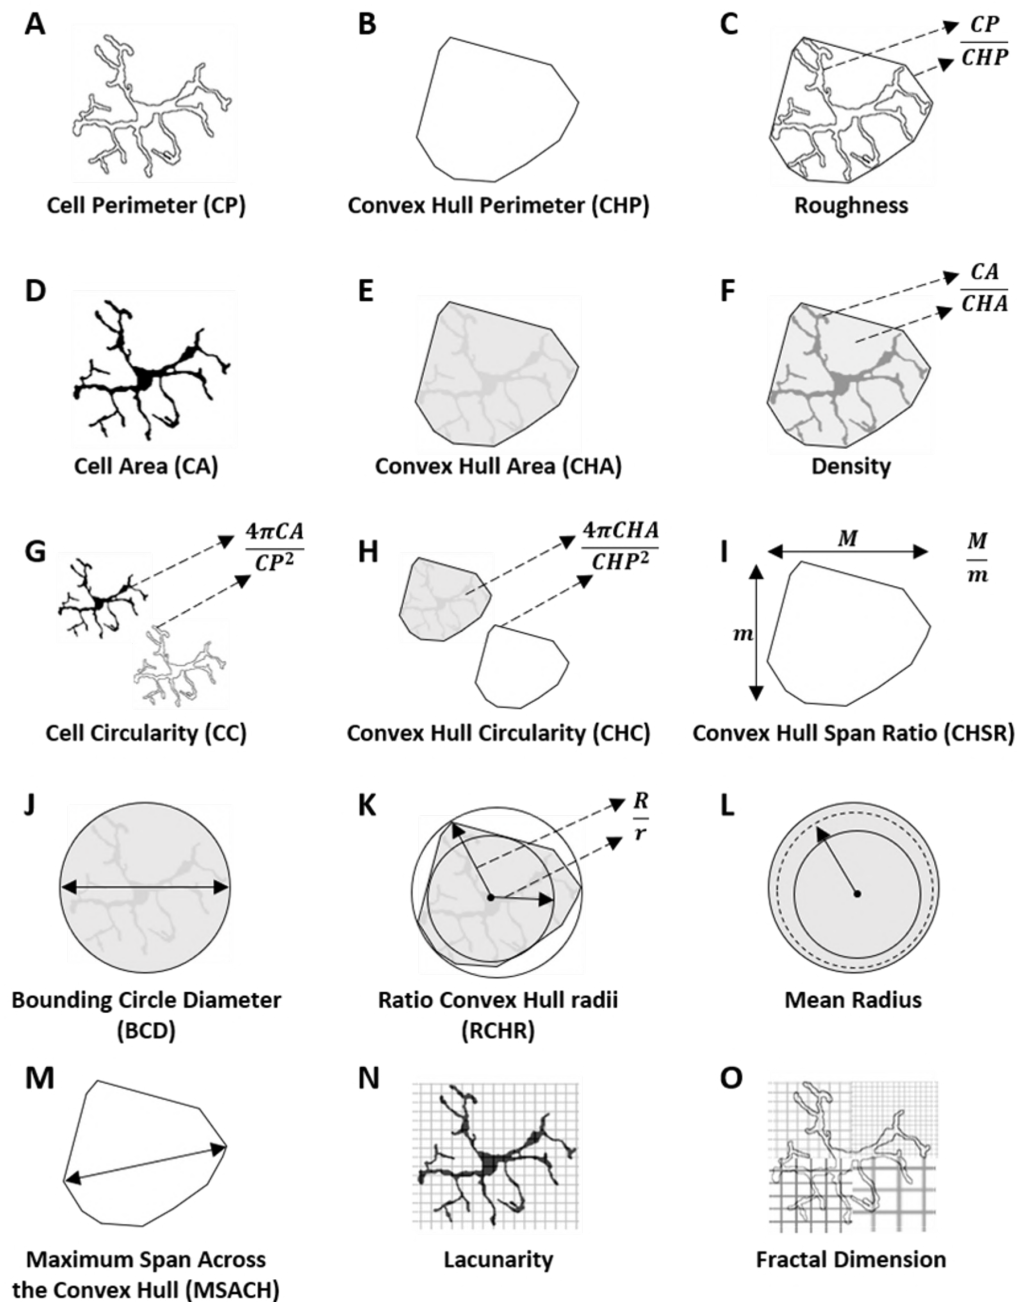 A
B
C
CP
CHP
Cell Perimeter (CP)
Convex Hull Perimeter (CHP)
Roughness
D
E
F
CA
CHA
Cell Area (CA)
Convex Hull Area (CHA)
Density
G
4πCA
CP²
H
4πCHA
CHP²
I
M
m
M
m
Cell Circularity (CC)
Convex Hull Circularity (CHC)
Convex Hull Span Ratio (CHSR)
J
K
R
r
L
Bounding Circle Diameter
(BCD)
Ratio Convex Hull radii
(RCHR)
Mean Radius
M
N
O
Maximum Span Across
the Convex Hull (MSACH)
Lacunarity
Fractal Dimension